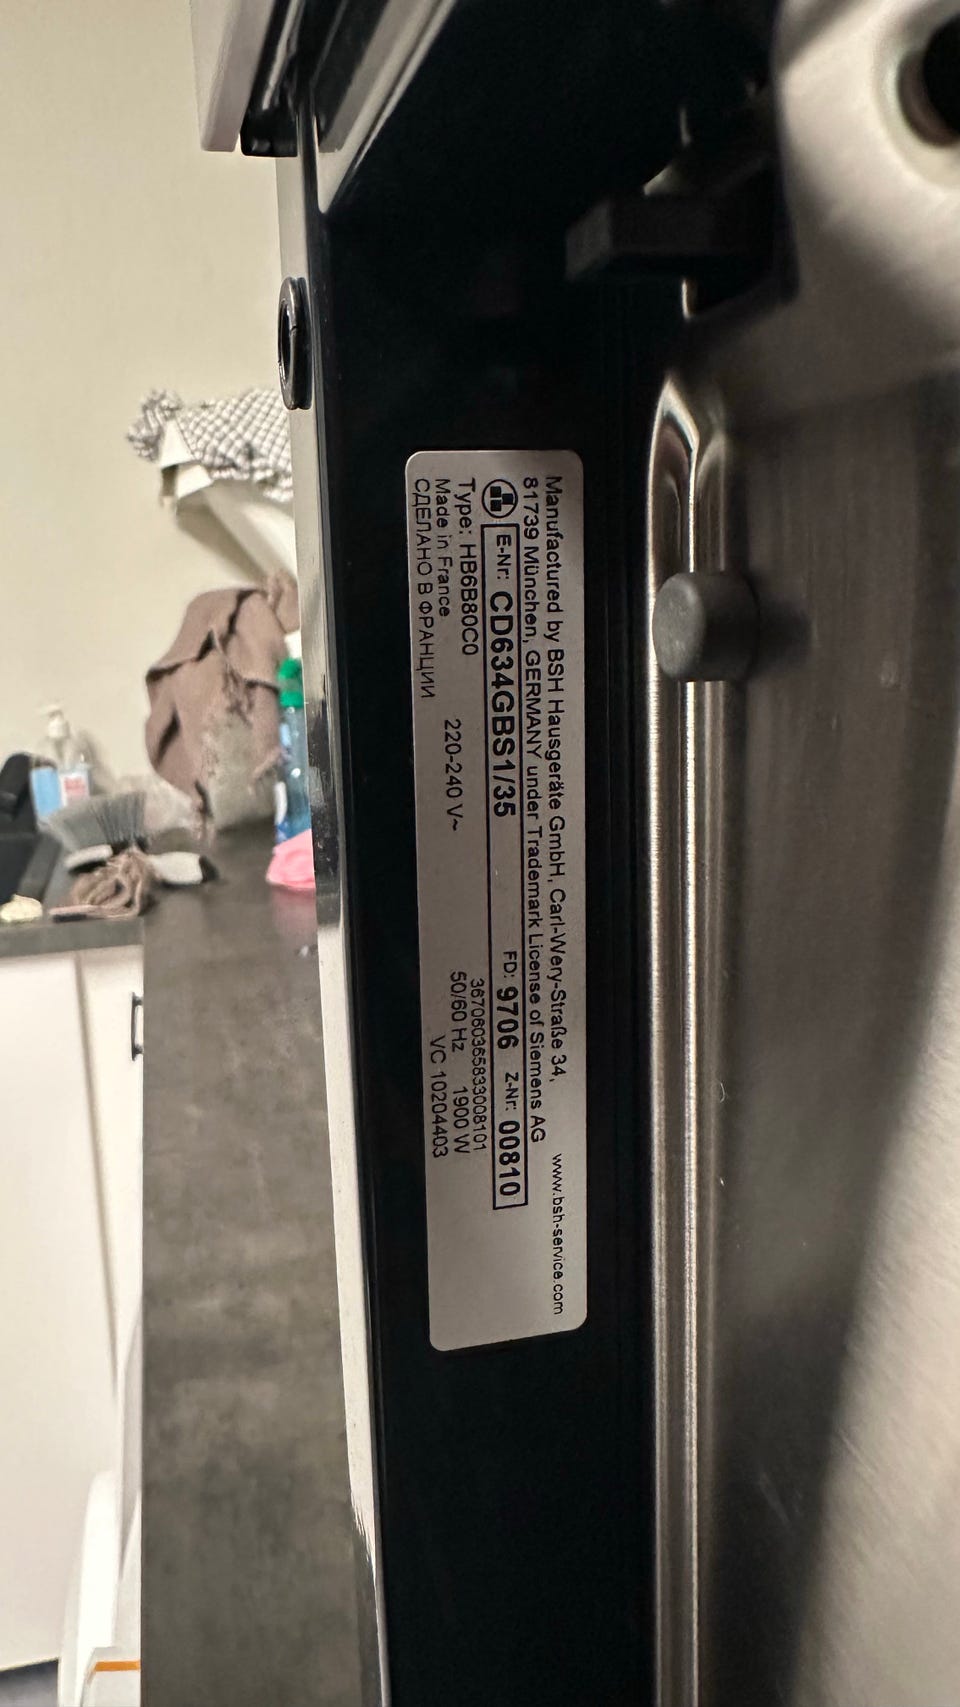 Manufactured by BSH Hausgeräte GmbH, Carl-Wery-Straße 34,
81739 München, GERMANY under Trademark License of Siemens AG www.bsh-service.com
E-Nr: CD634GBS1/35 FD: 9706 Z-Nr: 00810
367060365833008101
Type: HB6B80C0 220-240 V~ 50/60 Hz 1900 W
Made in France VC 10204403
СДЕЛАНО В ФРАНЦИИ